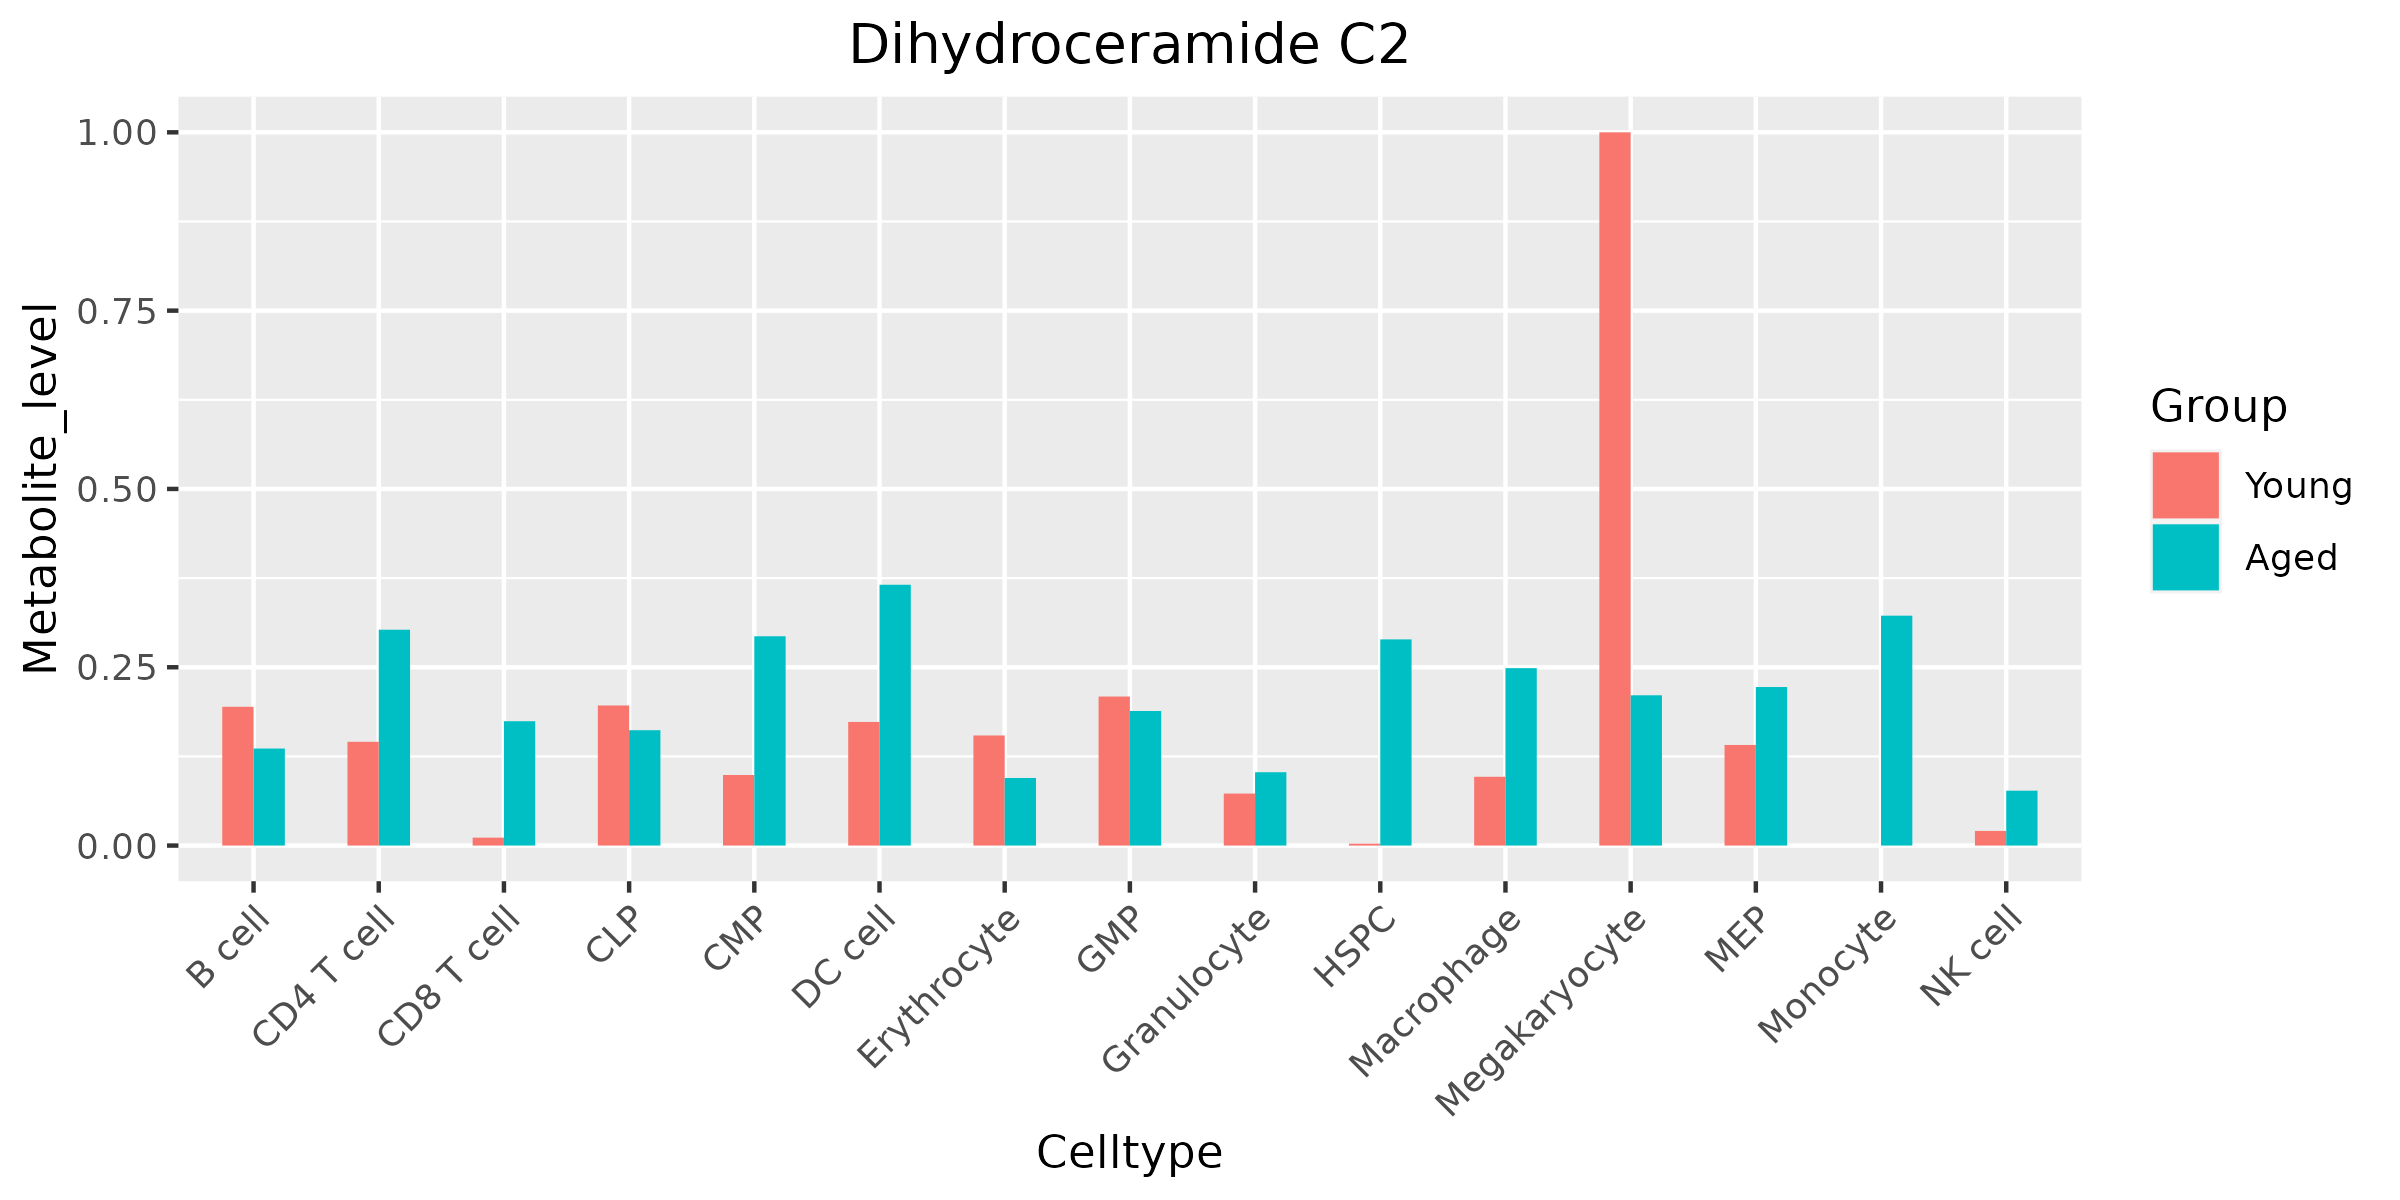 Dihydroceramide C2
Metabolite_level
1.00
0.75
0.50
0.25
0.00
B cell
CD4 T cell
CD8 T cell
CLP
CMP
DC cell
Erythrocyte
GMP
Granulocyte
HSPC
Macrophage
Megakaryocyte
MEP
Monocyte
NK cell
Celltype
Group
Young
Aged